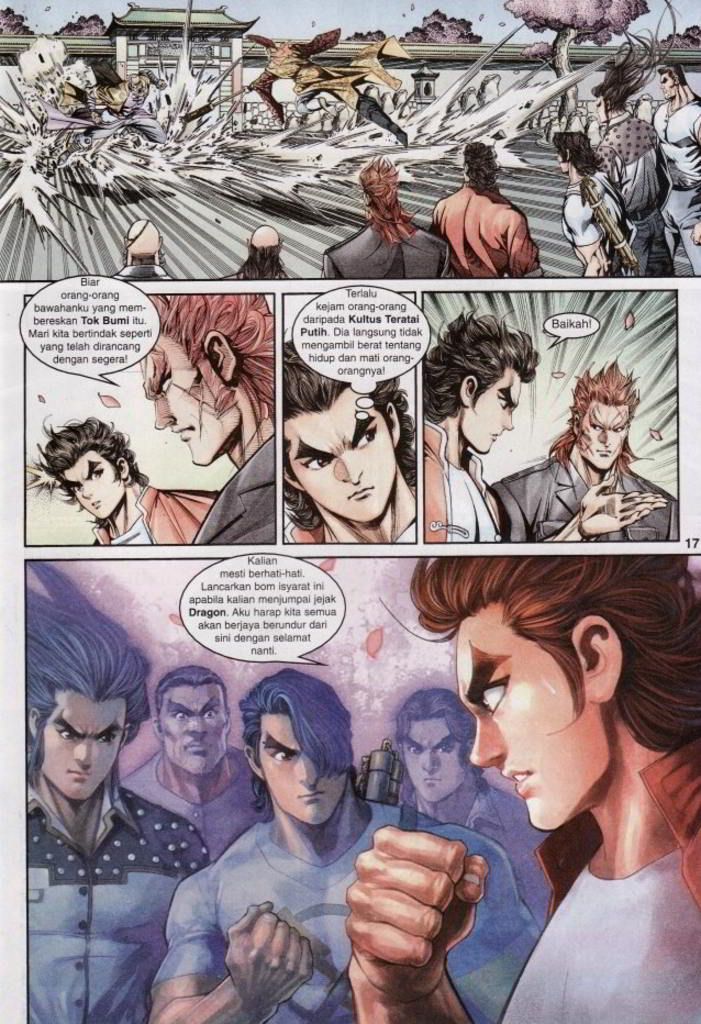 Biar
orang-orang
bawahanku yang mem-
bereskan Tok Bumi itu.
Mari kita bertindak seperti
yang telah dirancang
dengan segera!
Terlalu
kejam orang-orang
daripada Kultus Teratai
Putih. Dia langsung tidak
mengambil berat tentang
hidup dan mati orang-
orangnya!
Baikah!
17
Kalian
mesti berhati-hati.
Lancarkan bom isyarat ini
apabila kalian menjumpai jejak
Dragon. Aku harap kita semua
akan berjaya berundur dari
sini dengan selamat
nanti.